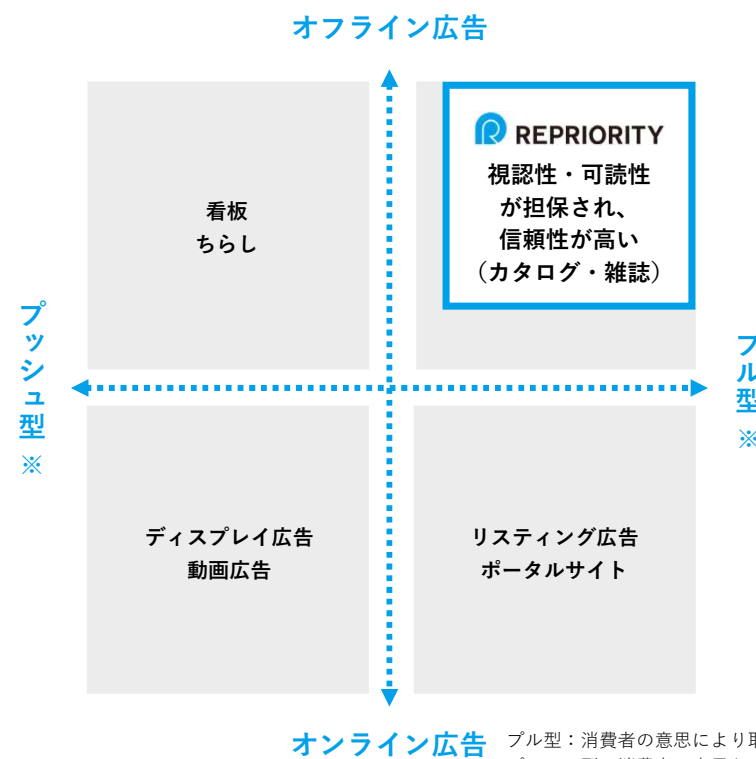 オフライン広告
REPRIORITY
視認性・可読性
が担保され、
信頼性が高い
（カタログ・雑誌）
看板
ちらし
プッシュ型 ※
プル型 ※
ディスプレイ広告
動画広告
リスティング広告
ポータルサイト
オンライン広告
プル型：消費者の意思により